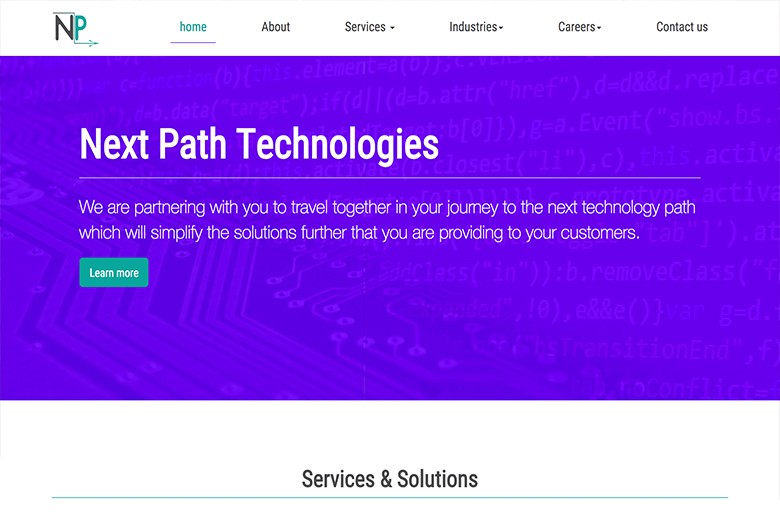 NP
home About Services Industries Careers Contact us
Next Path Technologies
We are partnering with you to travel together in your journey to the next technology path
which will simplify the solutions further that you are providing to your customers.
Learn more
Services & Solutions